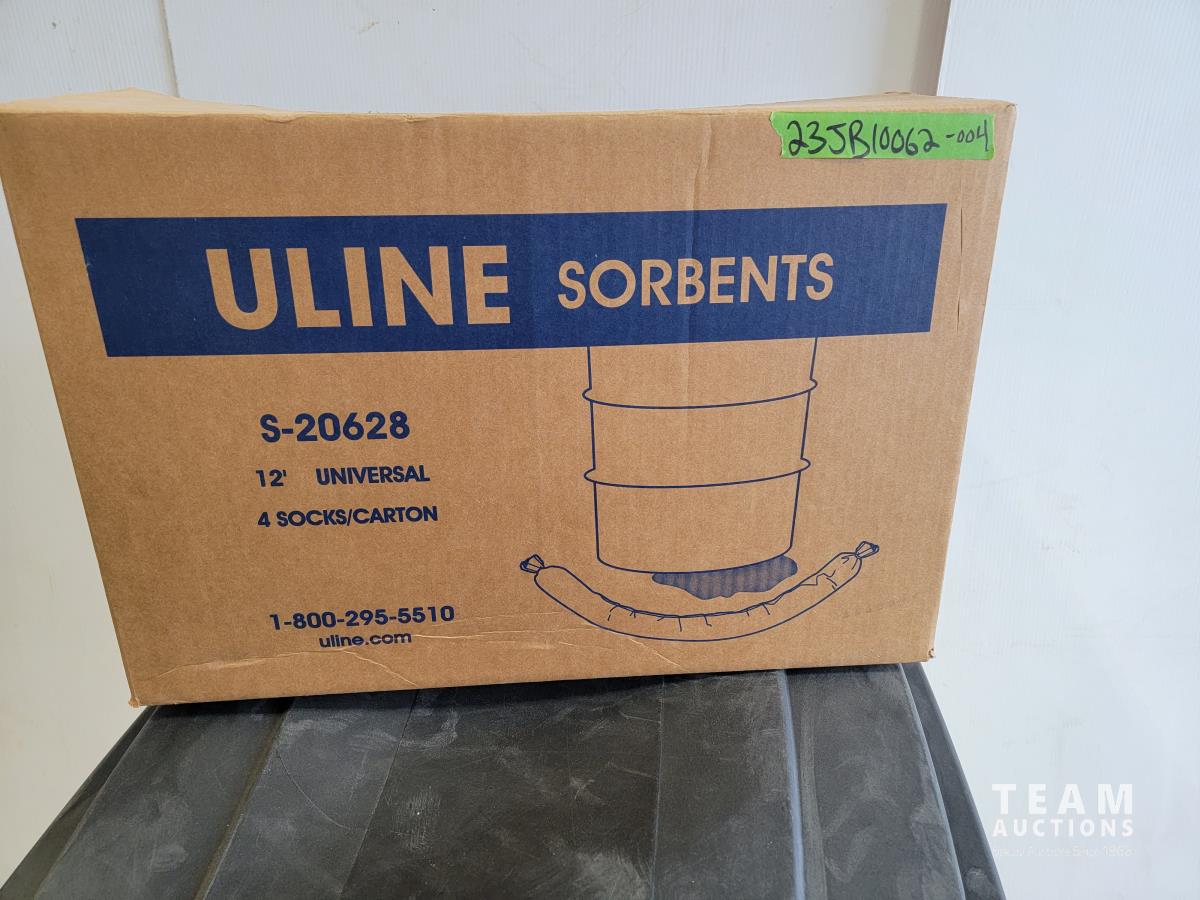 23JB10062-004
ULINE SORBENTS
S-20628
12' UNIVERSAL
4 SOCKS/CARTON
1-800-295-5510
uline.com
TEAM
AUCTIONS